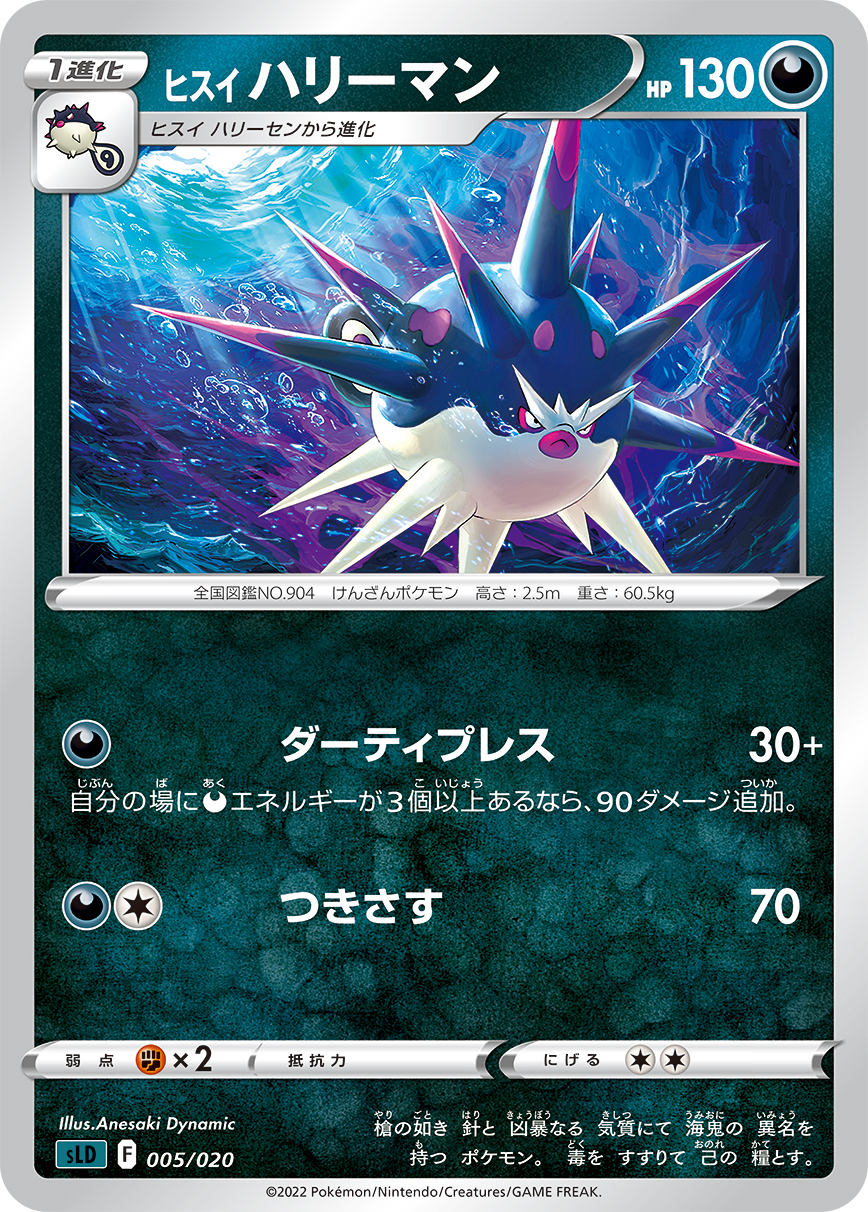 1進化
ヒスイ ハリーマン
HP 130
ヒスイ ハリーセンから進化
全国図鑑NO.904 けんざんポケモン 高さ：2.5m 重さ：60.5kg
ダーティプレス 30+
自分の場にエネルギーが3個以上あるなら、90ダメージ追加。
つきさす 70
弱点 ×2 抵抗力 にげる
Illus.Anesaki Dynamic
槍の如き 針と 凶暴なる 気質にて 海鬼の 異名を
持つ ポケモン。 毒を すすりて 己の 糧とす。
sLD F 005/020
©2022 Pokémon/Nintendo/Creatures/GAME FREAK.